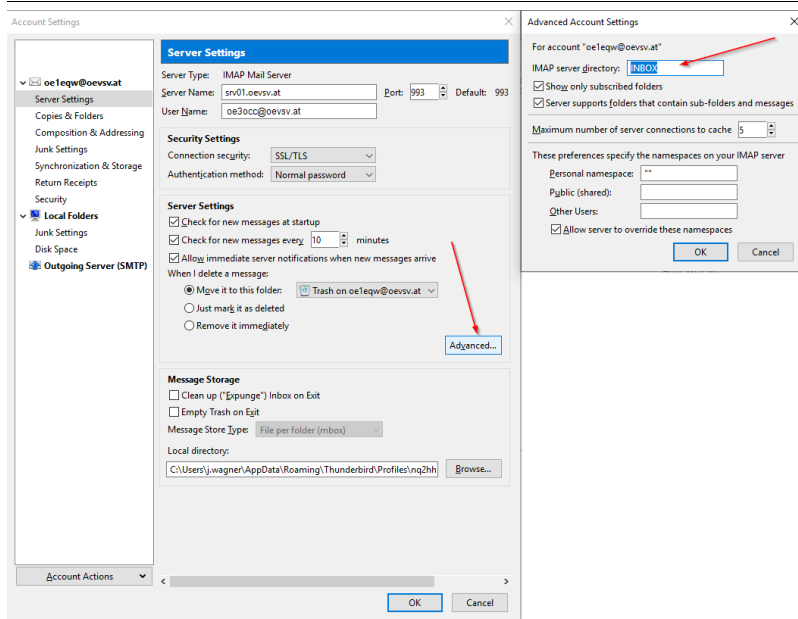 Account Settings
oe1eqw@oevsv.at
Server Settings
Copies & Folders
Composition & Addressing
Junk Settings
Synchronization & Storage
Return Receipts
Security
Local Folders
Junk Settings
Disk Space
Outgoing Server (SMTP)
Account Actions
Server Settings
Server Type: IMAP Mail Server
Server Name: srv01.oevsv.at Port: 993 Default: 993
User Name: oe3occ@oevsv.at
Security Settings
Connection security: SSL/TLS
Authentication method: Normal password
Server Settings
Check for new messages at startup
Check for new messages every 10 minutes
Allow immediate server notifications when new messages arrive
When I delete a message:
Move it to this folder: Trash on oe1eqw@oevsv.at
Just mark it as deleted
Remove it immediately
Advanced...
Message Storage
Clean up ("Expunge") Inbox on Exit
Empty Trash on Exit
Message Store Type: File per folder (mbox)
Local directory:
C:\Users\j.wagner\AppData\Roaming\Thunderbird\Profiles\nq2hh Browse...
OK Cancel
Advanced Account Settings
For account "oe1eqw@oevsv.at"
IMAP server directory: INBOX
Show only subscribed folders
Server supports folders that contain sub-folders and messages
Maximum number of server connections to cache 5
These preferences specify the namespaces on your IMAP server
Personal namespace: ""
Public (shared):
Other Users:
Allow server to override these namespaces
OK Cancel